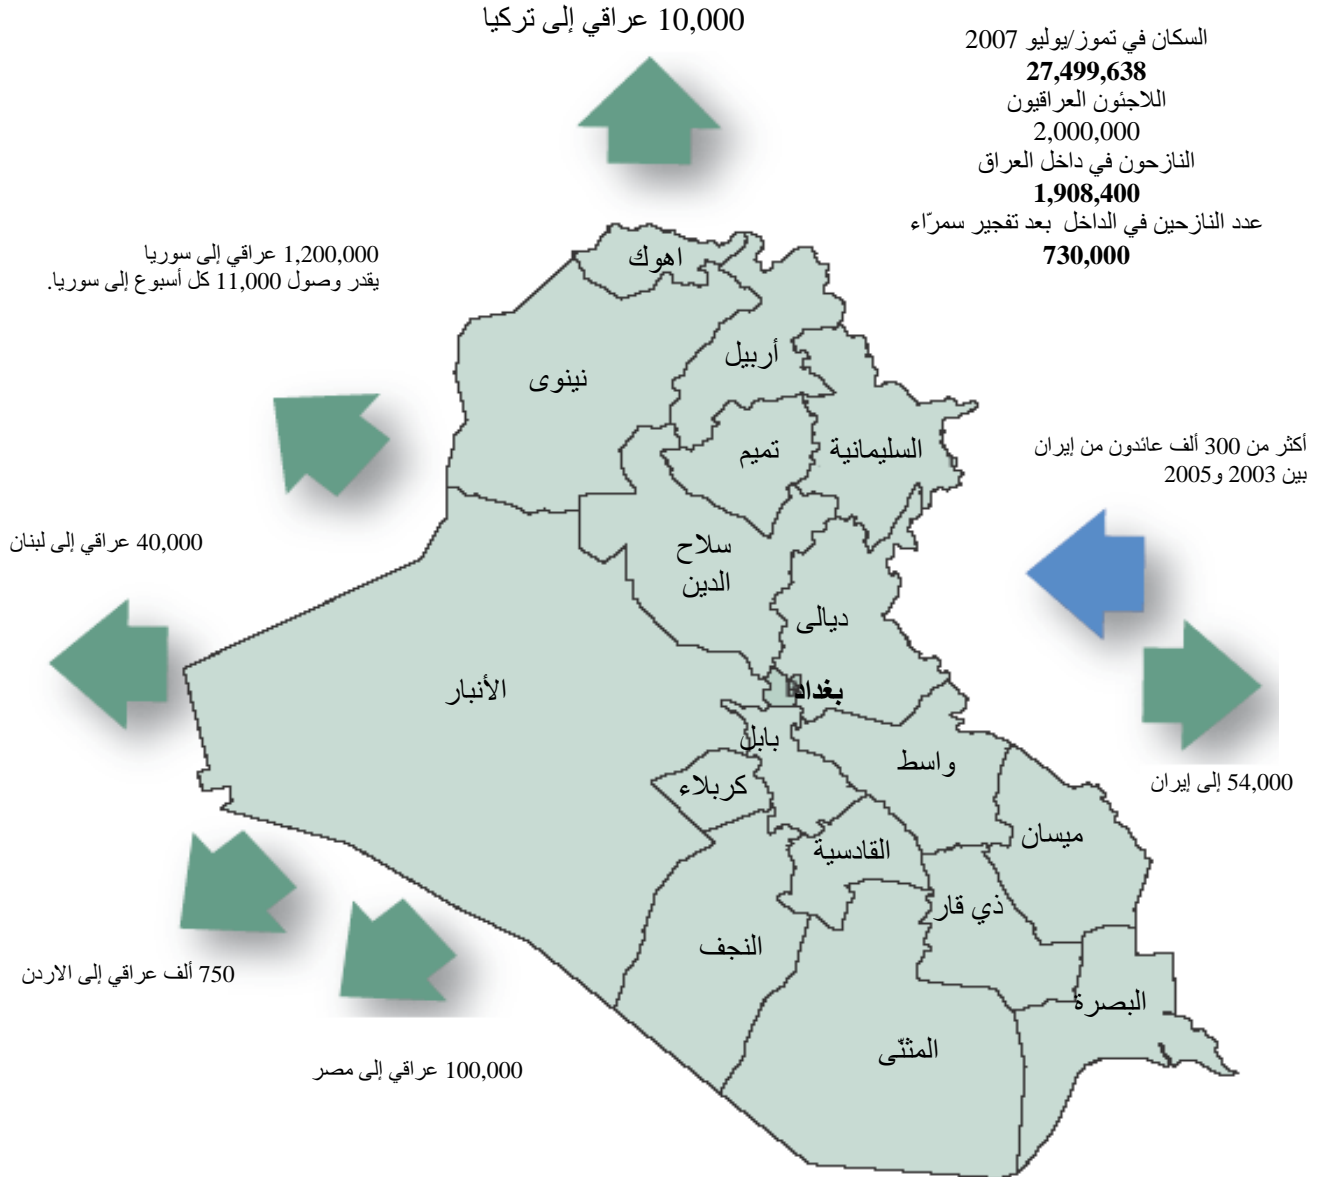 10,000 عراقي إلى تركيا
السكان في تموز/يوليو 2007
27,499,638
اللاجئون العراقيون
2,000,000
النازحون في داخل العراق
1,908,400
عدد النازحين في الداخل بعد تفجير سمرّاء
730,000
1,200,000 عراقي إلى سوريا
يقدر وصول 11,000 كل أسبوع إلى سوريا.
اهوك
أربيل
نينوى
السليمانية
تميم
أكثر من 300 ألف عائدون من إيران
بين 2003 و2005
40,000 عراقي إلى لبنان
سلاح
الدين
ديالى
الأنبار
بغداد
بابل
واسط
كربلاء
54,000 إلى إيران
ميسان
القادسية
ذي قار
النجف
750 ألف عراقي إلى الاردن
البصرة
المثنّى
100,000 عراقي إلى مصر